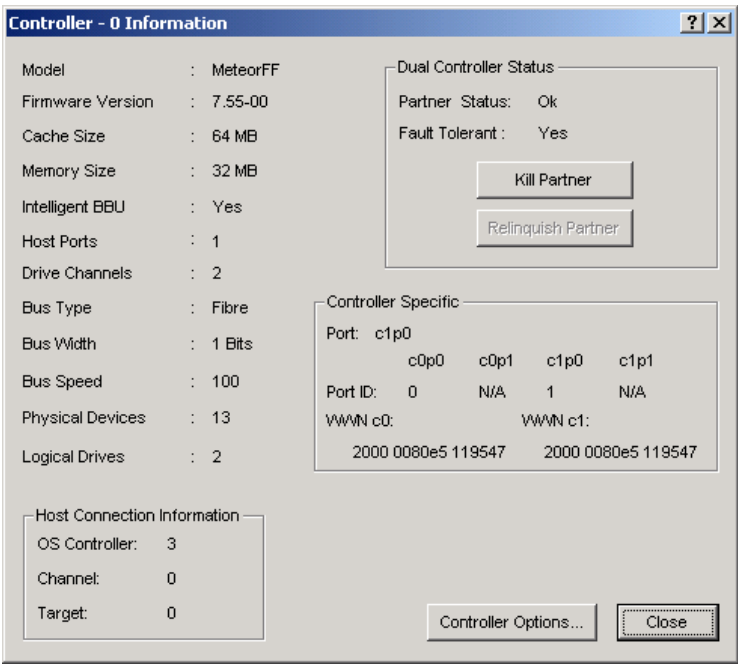 Controller - 0 Information
Model : MeteorFF
Firmware Version : 7.55-00
Cache Size : 64 MB
Memory Size : 32 MB
Intelligent BBU : Yes
Host Ports : 1
Drive Channels : 2
Bus Type : Fibre
Bus Width : 1 Bits
Bus Speed : 100
Physical Devices : 13
Logical Drives : 2
Dual Controller Status
Partner Status: Ok
Fault Tolerant : Yes
Kill Partner
Relinquish Partner
Controller Specific
Port: c1p0
c0p0 c0p1 c1p0 c1p1
Port ID: 0 N/A 1 N/A
WWN c0: WWN c1:
2000 0080e5 119547 2000 0080e5 119547
Host Connection Information
OS Controller: 3
Channel: 0
Target: 0
Controller Options...
Close